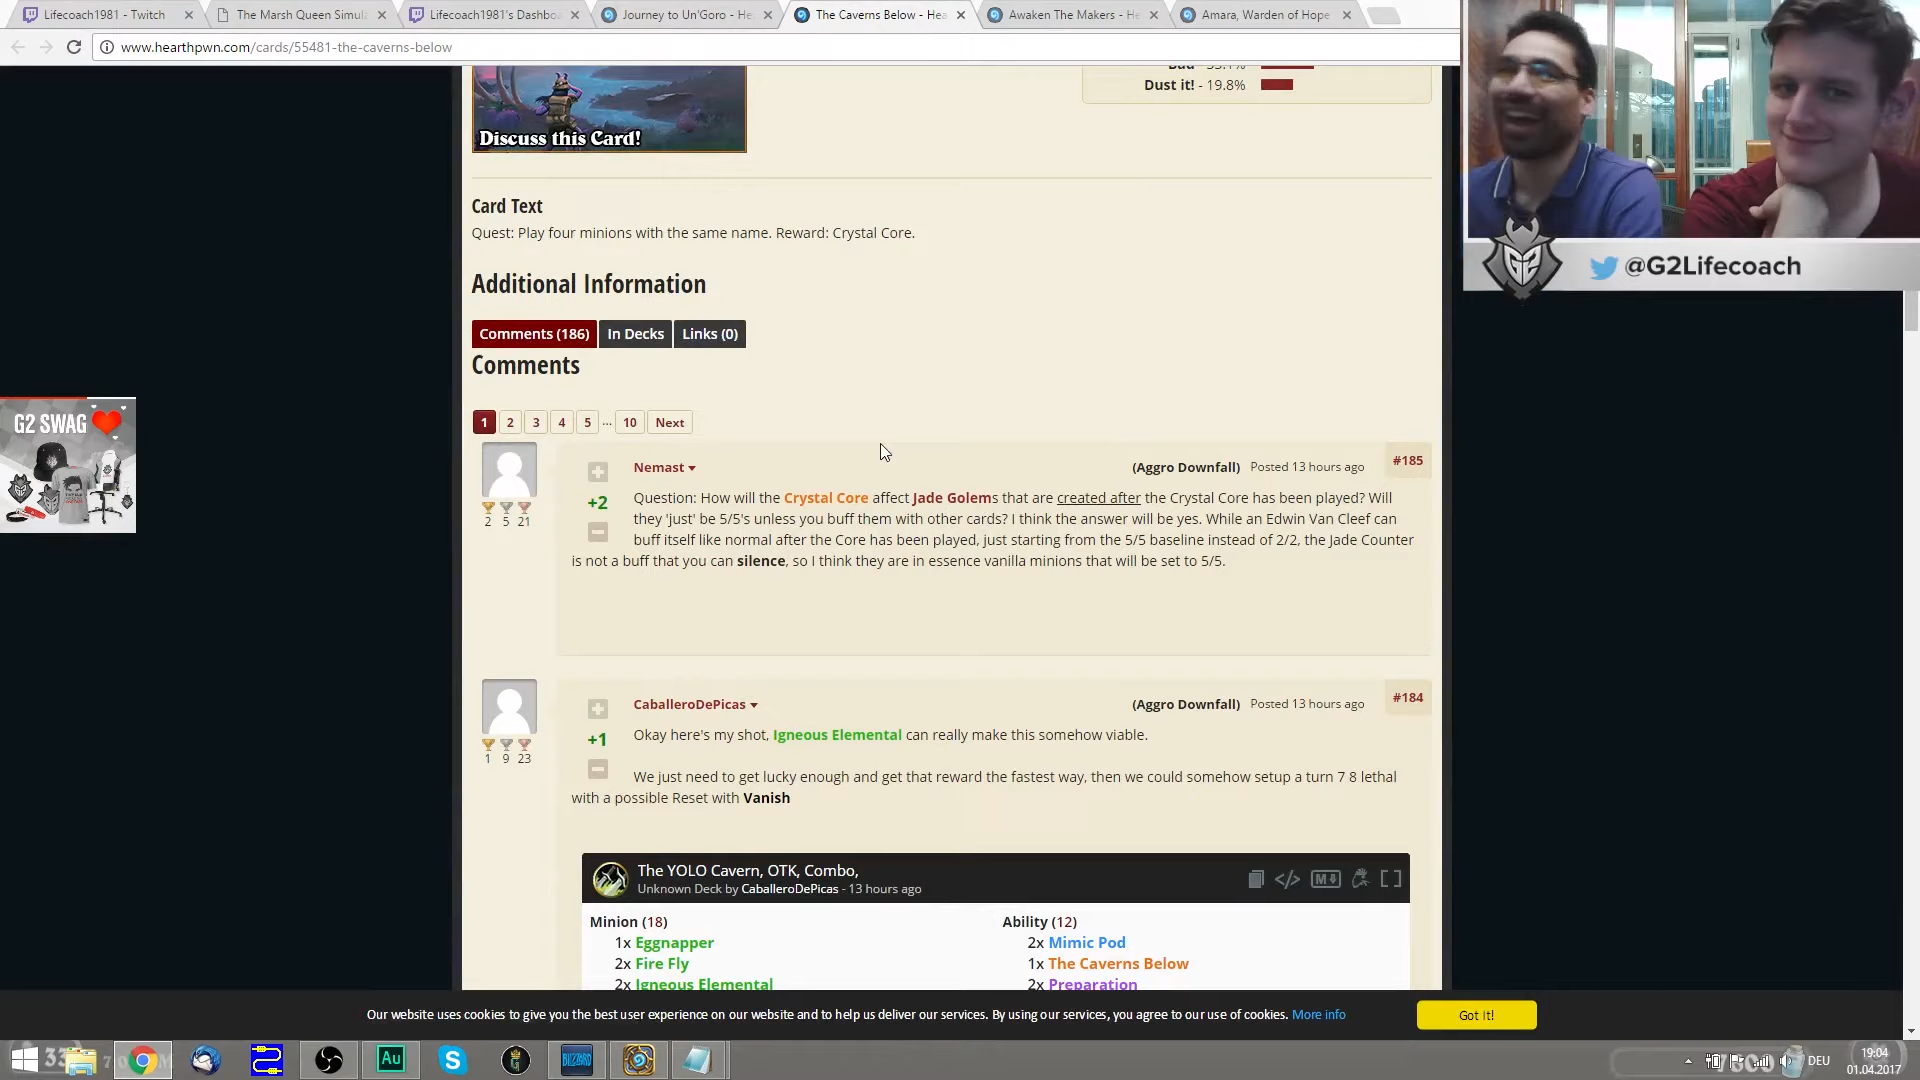 Lifecoach1981 - Twitch
The Marsh Queen Simula
Lifecoach1981's Dashboa
Journey to Un'Goro - He
The Caverns Below - Hea
Awaken The Makers - He
Amara, Warden of Hope
www.hearthpwn.com/cards/55481-the-caverns-below
Dust it! - 19.8%
Discuss this Card!
@G2Lifecoach
Card Text
Quest: Play four minions with the same name. Reward: Crystal Core.
Additional Information
Comments (186) In Decks Links (0)
Comments
G2 SWAG
1 2 3 4 5 ... 10 Next
Nemast (Aggro Downfall) Posted 13 hours ago #185
+2
2 5 21
Question: How will the Crystal Core affect Jade Golems that are created after the Crystal Core has been played? Will
they 'just' be 5/5's unless you buff them with other cards? I think the answer will be yes. While an Edwin Van Cleef can
buff itself like normal after the Core has been played, just starting from the 5/5 baseline instead of 2/2, the Jade Counter
is not a buff that you can silence, so I think they are in essence vanilla minions that will be set to 5/5.
CaballeroDePicas (Aggro Downfall) Posted 13 hours ago #184
+1
1 9 23
Okay here's my shot, Igneous Elemental can really make this somehow viable.
We just need to get lucky enough and get that reward the fastest way, then we could somehow setup a turn 7 8 lethal
with a possible Reset with Vanish
The YOLO Cavern, OTK, Combo,
Unknown Deck by CaballeroDePicas - 13 hours ago
Minion (18) Ability (12)
1x Eggnapper 2x Mimic Pod
2x Fire Fly 1x The Caverns Below
2x Igneous Elemental 2x Preparation
Our website uses cookies to give you the best user experience on our website and to help us deliver our services. By using our services, you agree to our use of cookies. More info Got it!
Au
BLIZZARD
DEU
19:04
01.04.2017